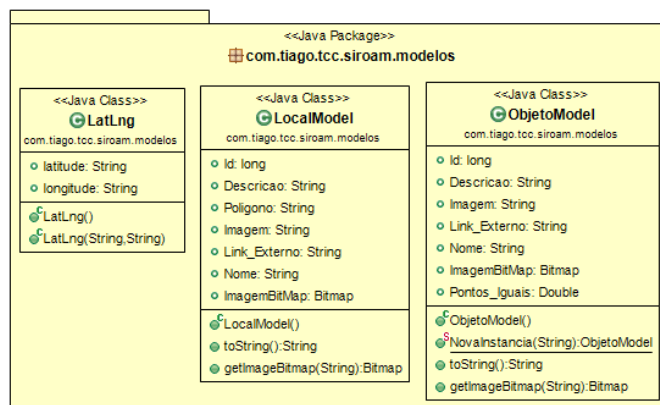 <<Java Package>>
com.tiago.tcc.siroam.modelos
<<Java Class>>
LatLng
com.tiago.tcc.siroam.modelos
latitude: String
longitude: String
LatLng()
LatLng(String,String)
<<Java Class>>
LocalModel
com.tiago.tcc.siroam.modelos
Id: long
Descricao: String
Poligono: String
Imagem: String
Link_Externo: String
Nome: String
ImagemBitMap: Bitmap
LocalModel()
toString():String
getImageBitmap(String):Bitmap
<<Java Class>>
ObjetoModel
com.tiago.tcc.siroam.modelos
Id: long
Descricao: String
Imagem: String
Link_Externo: String
Nome: String
ImagemBitMap: Bitmap
Pontos_Iguais: Double
ObjetoModel()
NovaInstancia(String):ObjetoModel
toString():String
getImageBitmap(String):Bitmap